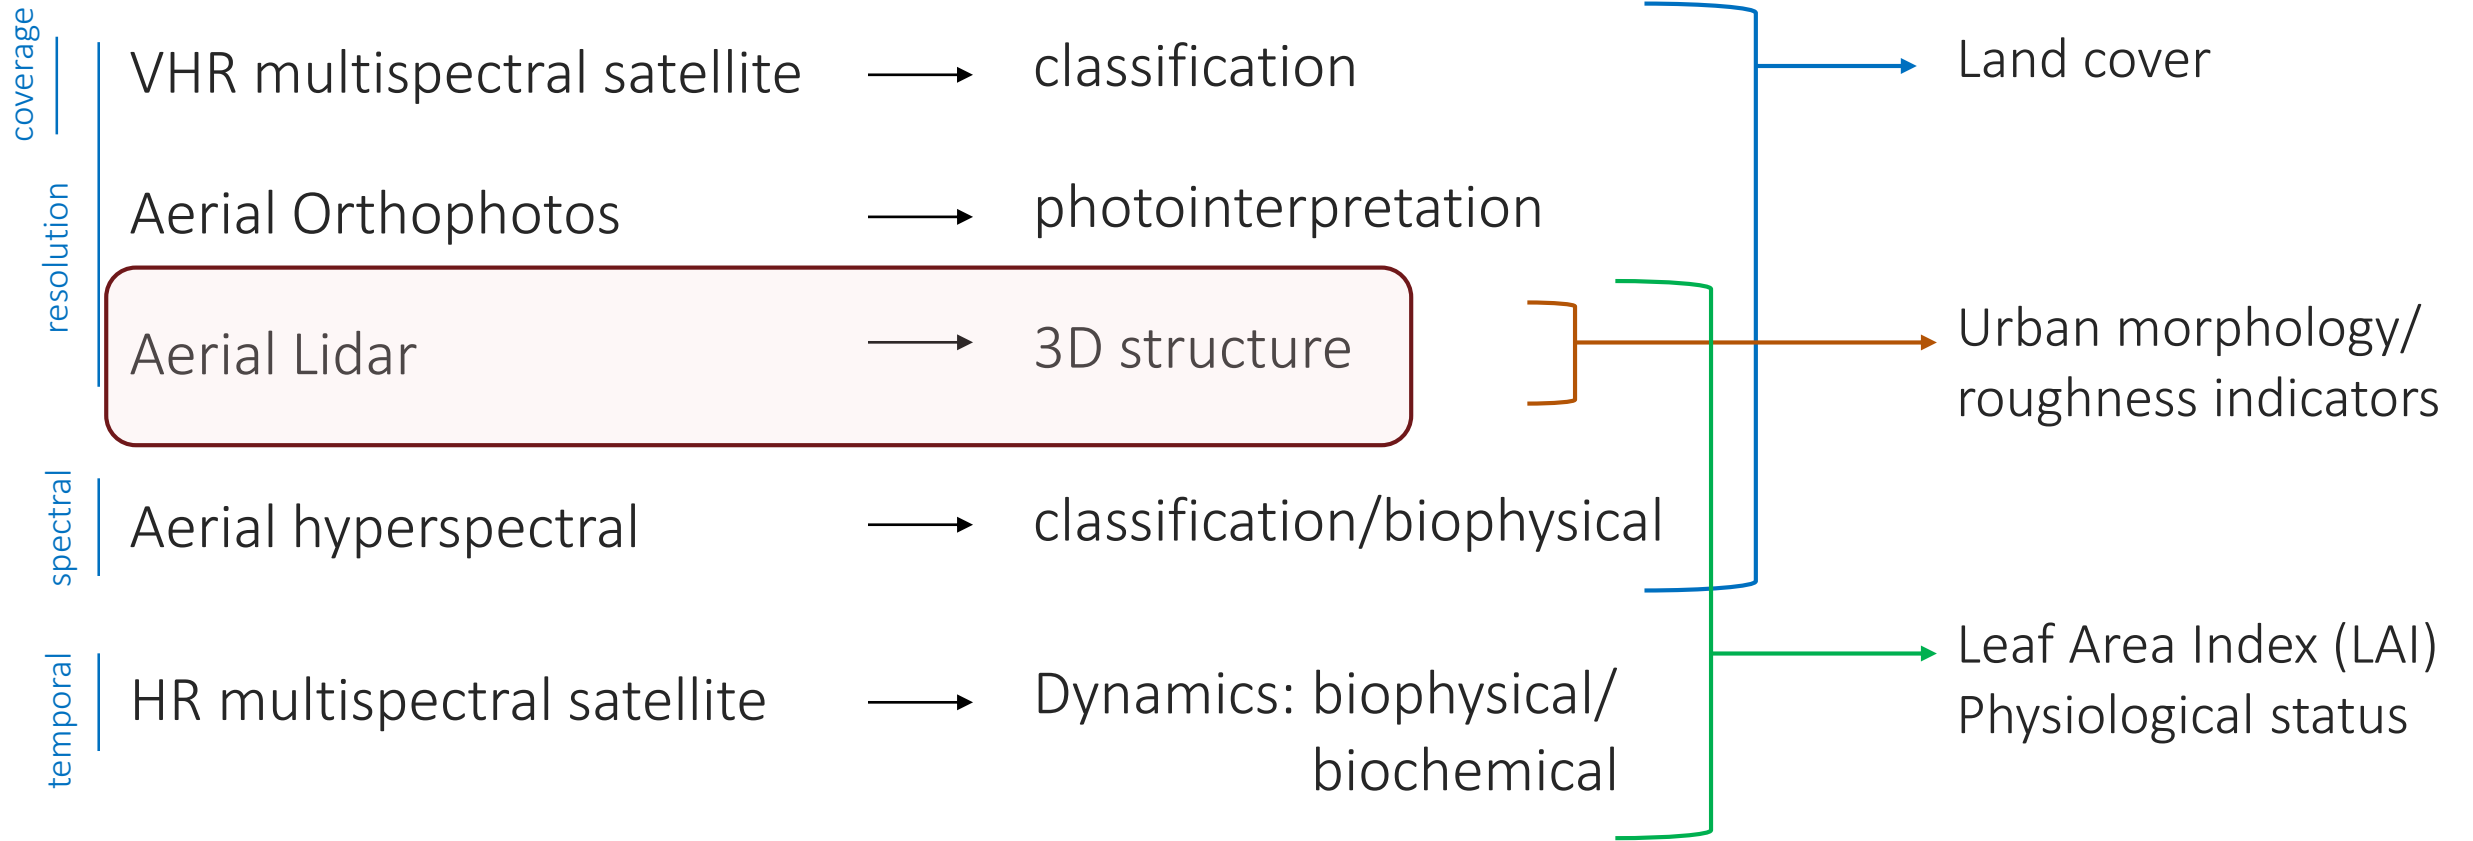 coverage
resolution
spectral
temporal
VHR multispectral satellite
classification
Land cover
Aerial Orthophotos
photointerpretation
Aerial Lidar
3D structure
Urban morphology/
roughness indicators
Aerial hyperspectral
classification/biophysical
HR multispectral satellite
Dynamics: biophysical/
biochemical
Leaf Area Index (LAI)
Physiological status